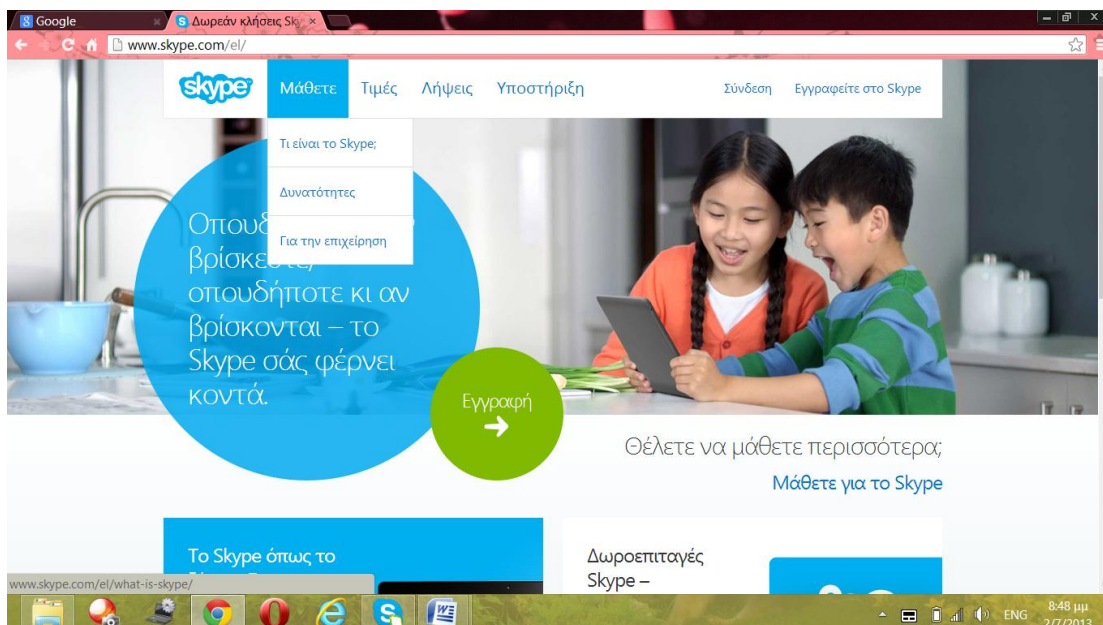 Google
Δωρεάν κλήσεις Sky
www.skype.com/el/
skype
Μάθετε Τιμές Λήψεις Υποστήριξη Σύνδεση Εγγραφείτε στο Skype
Τι είναι το Skype;
Δυνατότητες
Για την επιχείρηση
βρίσκεστε,
οπουδήποτε κι αν
βρίσκονται – το
Skype σάς φέρνει
κοντά.
Εγγραφή
Θέλετε να μάθετε περισσότερα;
Μάθετε για το Skype
Το Skype όπως το
Δωροεπιταγές
Skype –
www.skype.com/el/what-is-skype/
ENG
8:48 μμ
2/7/2013